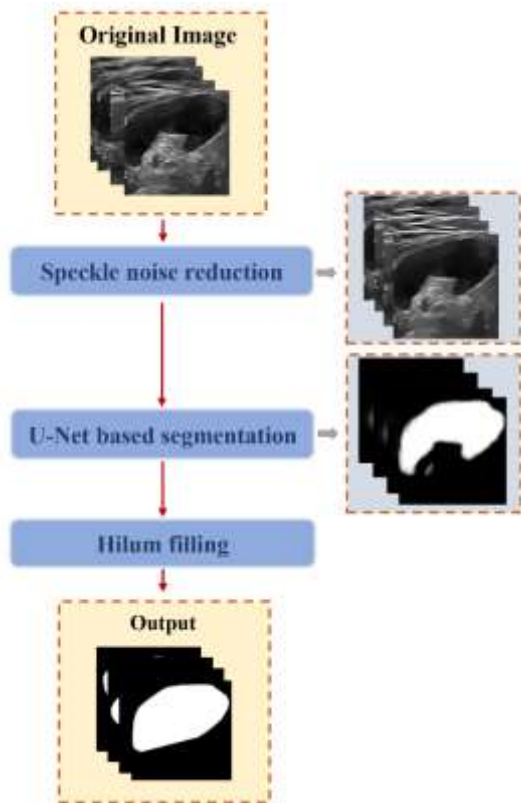 Original Image
Speckle noise reduction
U-Net based segmentation
Hilum filling
Output